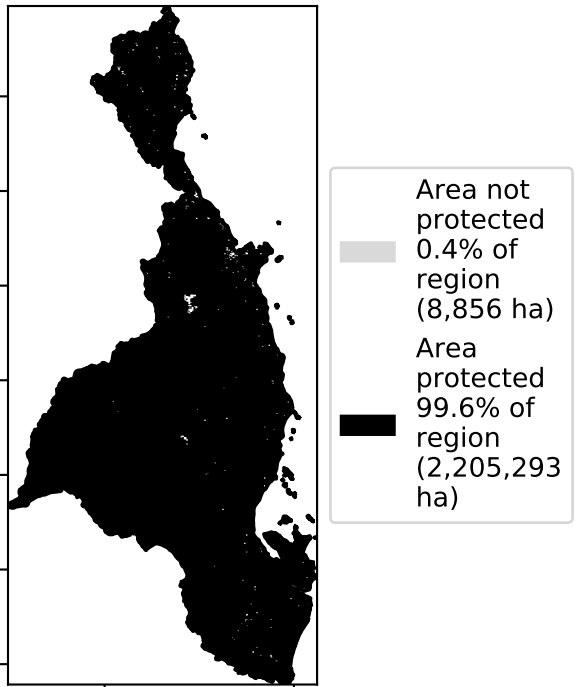 Area not
protected
0.4% of
region
(8,856 ha)
Area
protected
99.6% of
region
(2,205,293
ha)